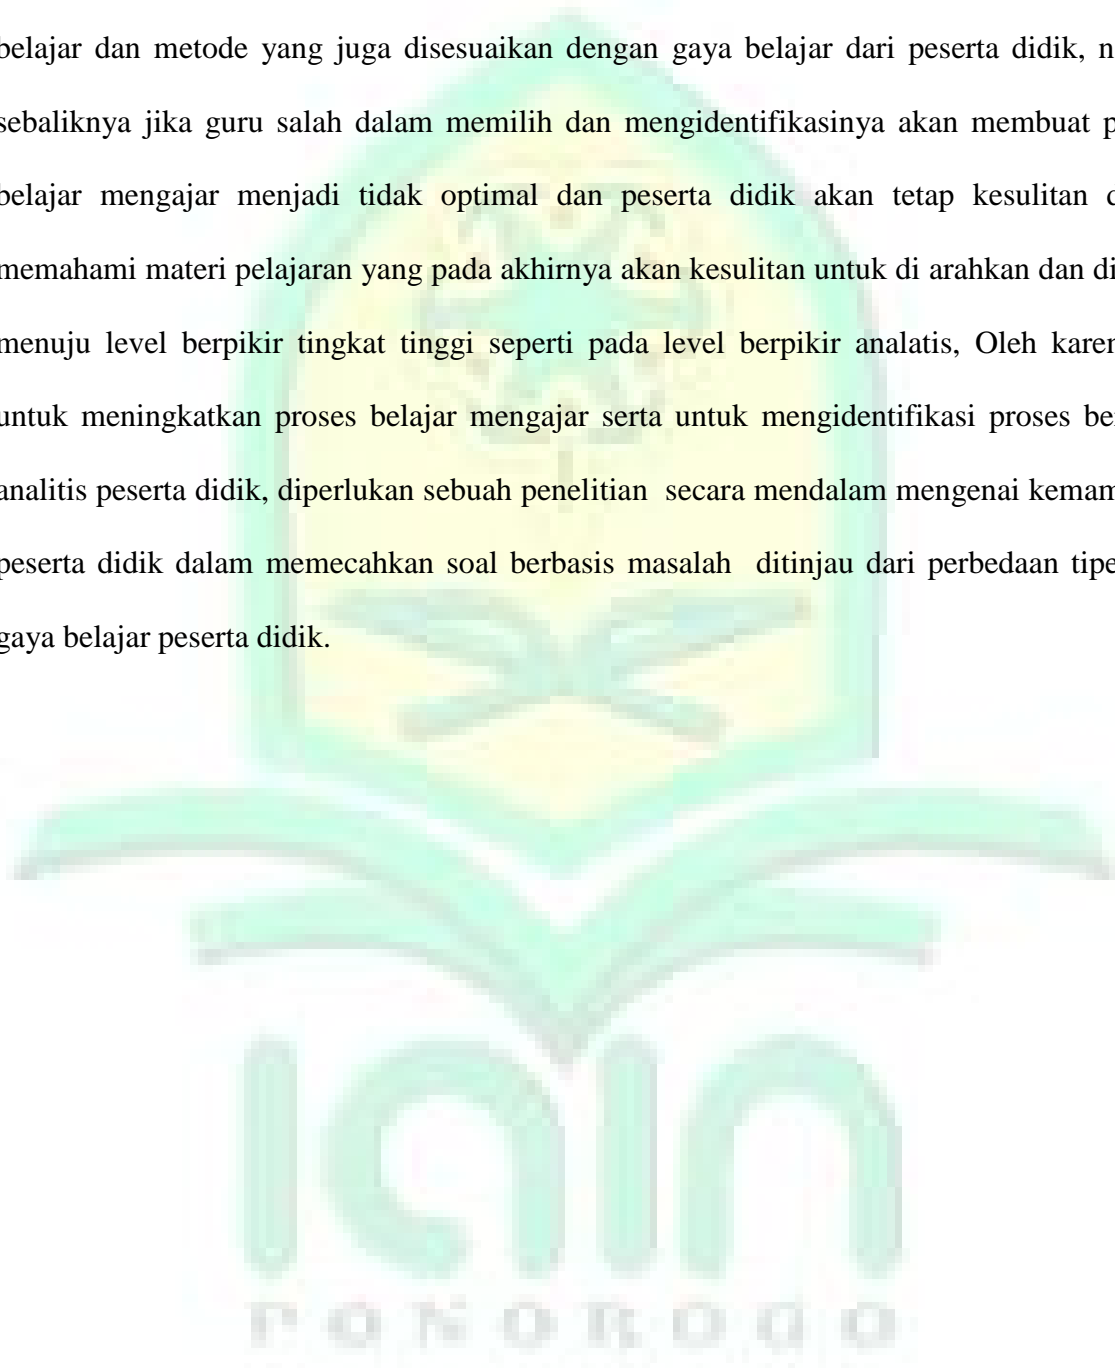 belajar dan metode yang juga disesuaikan dengan gaya belajar dari peserta didik, n
sebaliknya jika guru salah dalam memilih dan mengidentifikasinya akan membuat p
belajar mengajar menjadi tidak optimal dan peserta didik akan tetap kesulitan d
memahami materi pelajaran yang pada akhirnya akan kesulitan untuk di arahkan dan di
menuju level berpikir tingkat tinggi seperti pada level berpikir analatis, Oleh karen
untuk meningkatkan proses belajar mengajar serta untuk mengidentifikasi proses ber
analitis peserta didik, diperlukan sebuah penelitian secara mendalam mengenai kemam
peserta didik dalam memecahkan soal berbasis masalah ditinjau dari perbedaan tipe
gaya belajar peserta didik.
IAIN
PONOROGO